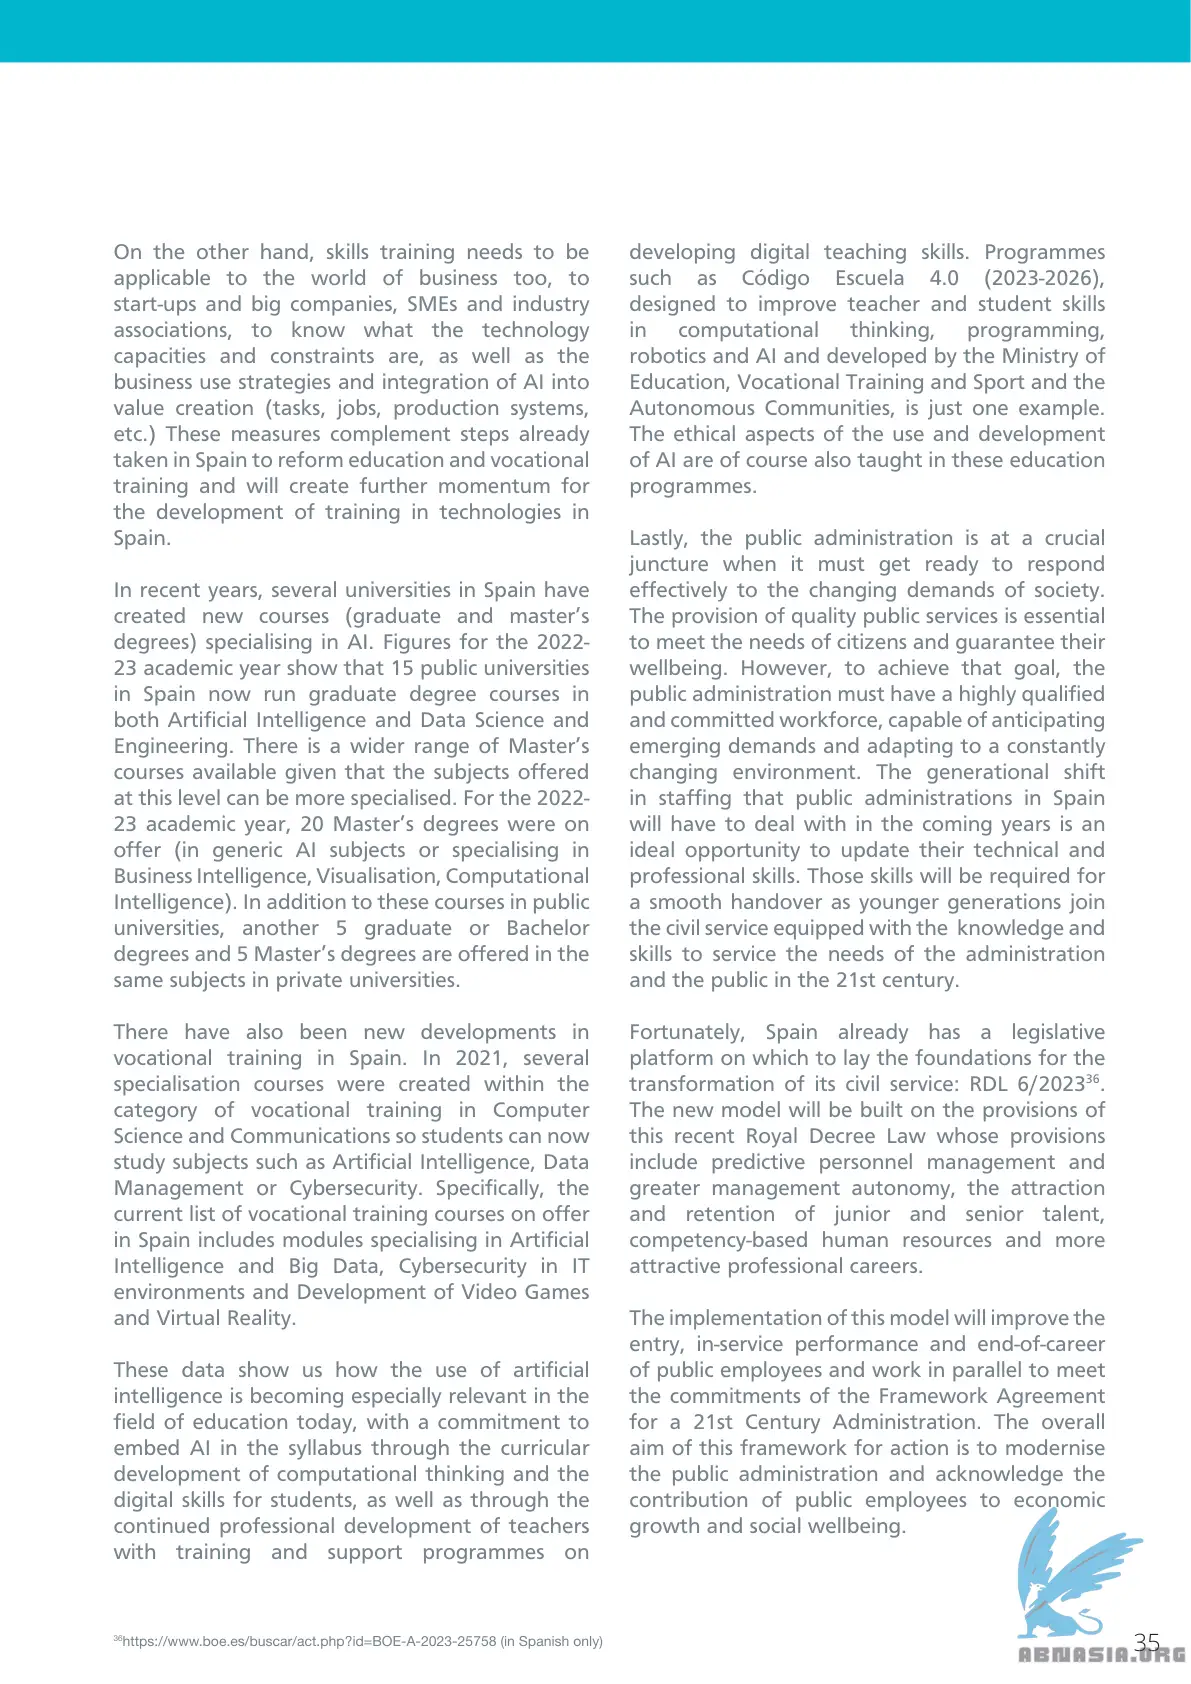 On the other hand, skills training needs to be
applicable to the world of business too, to
start-ups and big companies, SMEs and industry
associations, to know what the technology
capacities and constraints are, as well as the
business use strategies and integration of AI into
value creation (tasks, jobs, production systems,
etc.) These measures complement steps already
taken in Spain to reform education and vocational
training and will create further momentum for
the development of training in technologies in
Spain.
In recent years, several universities in Spain have
created new courses (graduate and master’s
degrees) specialising in AI. Figures for the 2022-
23 academic year show that 15 public universities
in Spain now run graduate degree courses in
both Artificial Intelligence and Data Science and
Engineering. There is a wider range of Master’s
courses available given that the subjects offered
at this level can be more specialised. For the 2022-
23 academic year, 20 Master’s degrees were on
offer (in generic AI subjects or specialising in
Business Intelligence, Visualisation, Computational
Intelligence). In addition to these courses in public
universities, another 5 graduate or Bachelor
degrees and 5 Master’s degrees are offered in the
same subjects in private universities.
There have also been new developments in
vocational training in Spain. In 2021, several
specialisation courses were created within the
category of vocational training in Computer
Science and Communications so students can now
study subjects such as Artificial Intelligence, Data
Management or Cybersecurity. Specifically, the
current list of vocational training courses on offer
in Spain includes modules specialising in Artificial
Intelligence and Big Data, Cybersecurity in IT
environments and Development of Video Games
and Virtual Reality.
These data show us how the use of artificial
intelligence is becoming especially relevant in the
field of education today, with a commitment to
embed AI in the syllabus through the curricular
development of computational thinking and the
digital skills for students, as well as through the
continued professional development of teachers
with training and support programmes on
developing digital teaching skills. Programmes
such as Código Escuela 4.0 (2023-2026),
designed to improve teacher and student skills
in computational thinking, programming,
robotics and AI and developed by the Ministry of
Education, Vocational Training and Sport and the
Autonomous Communities, is just one example.
The ethical aspects of the use and development
of AI are of course also taught in these education
programmes.
Lastly, the public administration is at a crucial
juncture when it must get ready to respond
effectively to the changing demands of society.
The provision of quality public services is essential
to meet the needs of citizens and guarantee their
wellbeing. However, to achieve that goal, the
public administration must have a highly qualified
and committed workforce, capable of anticipating
emerging demands and adapting to a constantly
changing environment. The generational shift
in staffing that public administrations in Spain
will have to deal with in the coming years is an
ideal opportunity to update their technical and
professional skills. Those skills will be required for
a smooth handover as younger generations join
the civil service equipped with the knowledge and
skills to service the needs of the administration
and the public in the 21st century.
Fortunately, Spain already has a legislative
platform on which to lay the foundations for the
transformation of its civil service: RDL 6/2023³⁶.
The new model will be built on the provisions of
this recent Royal Decree Law whose provisions
include predictive personnel management and
greater management autonomy, the attraction
and retention of junior and senior talent,
competency-based human resources and more
attractive professional careers.
The implementation of this model will improve the
entry, in-service performance and end-of-career
of public employees and work in parallel to meet
the commitments of the Framework Agreement
for a 21st Century Administration. The overall
aim of this framework for action is to modernise
the public administration and acknowledge the
contribution of public employees to economic
growth and social wellbeing.
³⁶https://www.boe.es/buscar/act.php?id=BOE-A-2023-25758 (in Spanish only)
35
ABNASIA.ORG